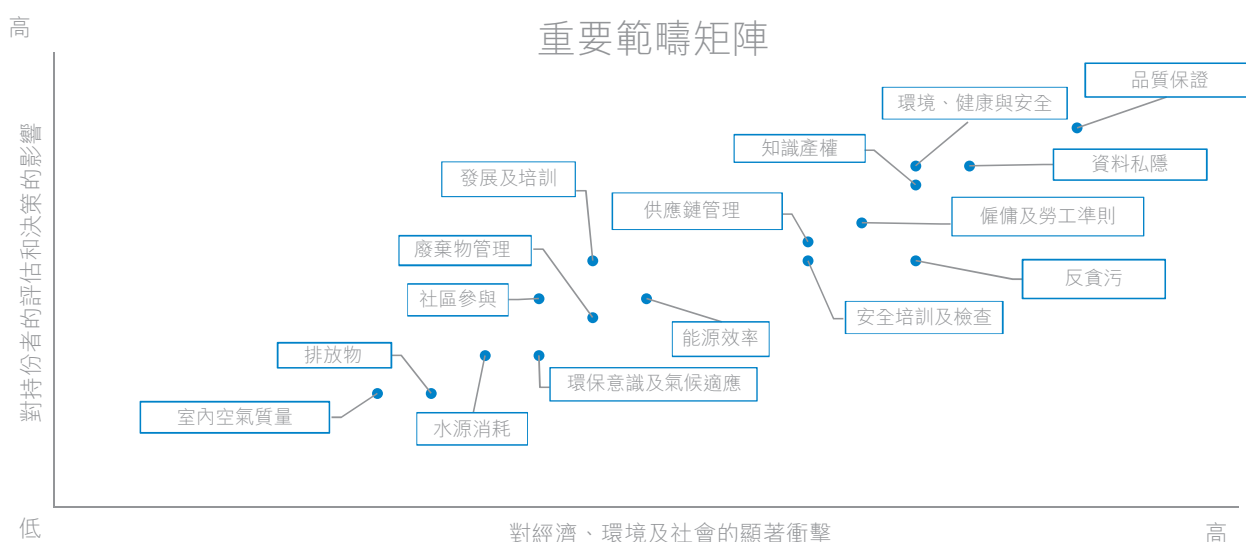 高
重要範疇矩陣
品質保證
環境、健康與安全
知識產權
資料私隱
發展及培訓
供應鏈管理
僱傭及勞工準則
廢棄物管理
反貪污
社區參與
安全培訓及檢查
能源效率
排放物
環保意識及氣候適應
室內空氣質量
水源消耗
對持份者的評估和決策的影響
低
對經濟、環境及社會的顯著衝擊
高